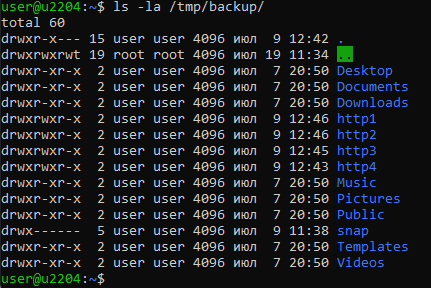 user@u2204:~$ ls -la /tmp/backup/
total 60
drwxr-x--- 15 user user 4096 июл  9 12:42 .
drwxrwxrwt 19 root root 4096 июл 19 11:34 ..
drwxr-xr-x  2 user user 4096 июл  7 20:50 Desktop
drwxr-xr-x  2 user user 4096 июл  7 20:50 Documents
drwxr-xr-x  2 user user 4096 июл  7 20:50 Downloads
drwxrwxr-x  2 user user 4096 июл  9 12:46 http1
drwxrwxr-x  2 user user 4096 июл  9 12:46 http2
drwxrwxr-x  2 user user 4096 июл  9 12:45 http3
drwxrwxr-x  2 user user 4096 июл  9 12:43 http4
drwxr-xr-x  2 user user 4096 июл  7 20:50 Music
drwxr-xr-x  2 user user 4096 июл  7 20:50 Pictures
drwxr-xr-x  2 user user 4096 июл  7 20:50 Public
drwx------  5 user user 4096 июл  9 11:38 snap
drwxr-xr-x  2 user user 4096 июл  7 20:50 Templates
drwxr-xr-x  2 user user 4096 июл  7 20:50 Videos
user@u2204:~$